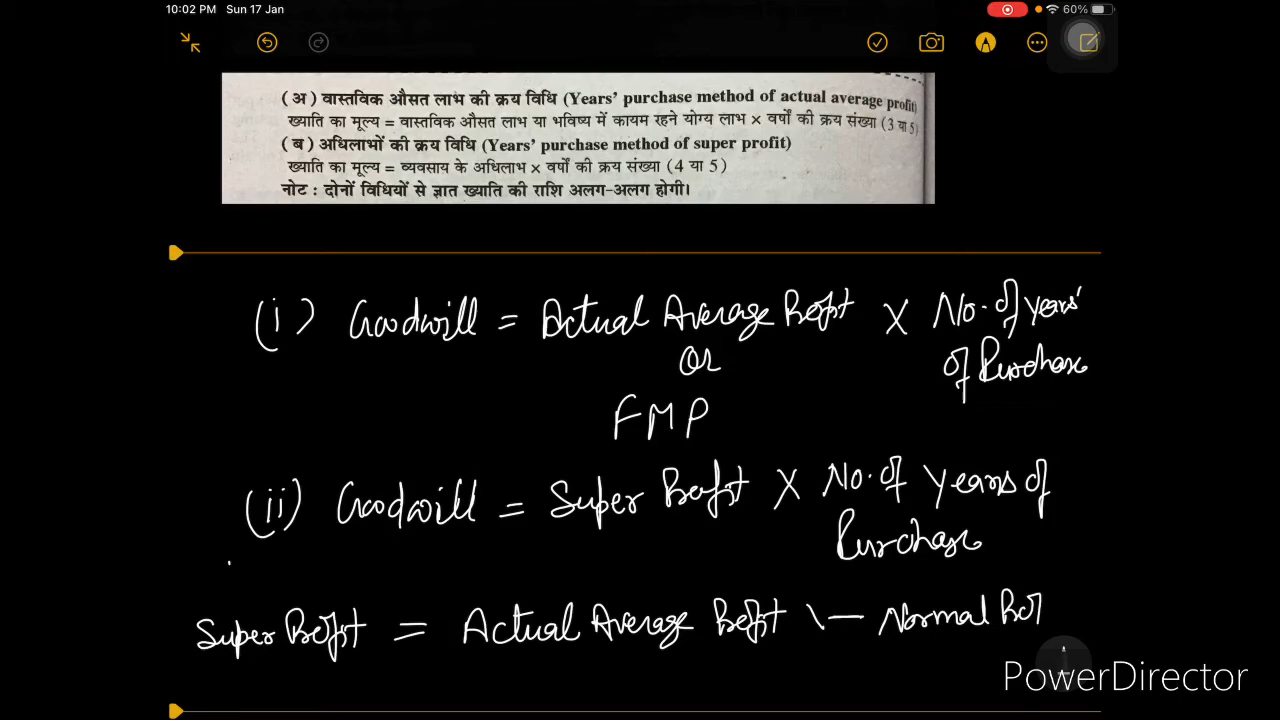 10:02 PM Sun 17 Jan
60%
(अ) वास्तविक औसत लाभ की क्रय विधि (Years' purchase method of actual average profit)
ख्याति का मूल्य = वास्तविक औसत लाभ या भविष्य में कायम रहने योग्य लाभ × वर्षों की क्रय संख्या (3 या 5)
(ब) अधिलाभों की क्रय विधि (Years' purchase method of super profit)
ख्याति का मूल्य = व्यवसाय के अधिलाभ × वर्षों की क्रय संख्या (4 या 5)
नोट : दोनों विधियों से ज्ञात ख्याति की राशि अलग-अलग होगी।
(i) Goodwill = Actual Average Profit X No. of years'
or of Purchase
FMP
(ii) Goodwill = Super Profit X No. of Years of
Purchase
Super Profit = Actual Average Profit \ — Normal
PowerDirector